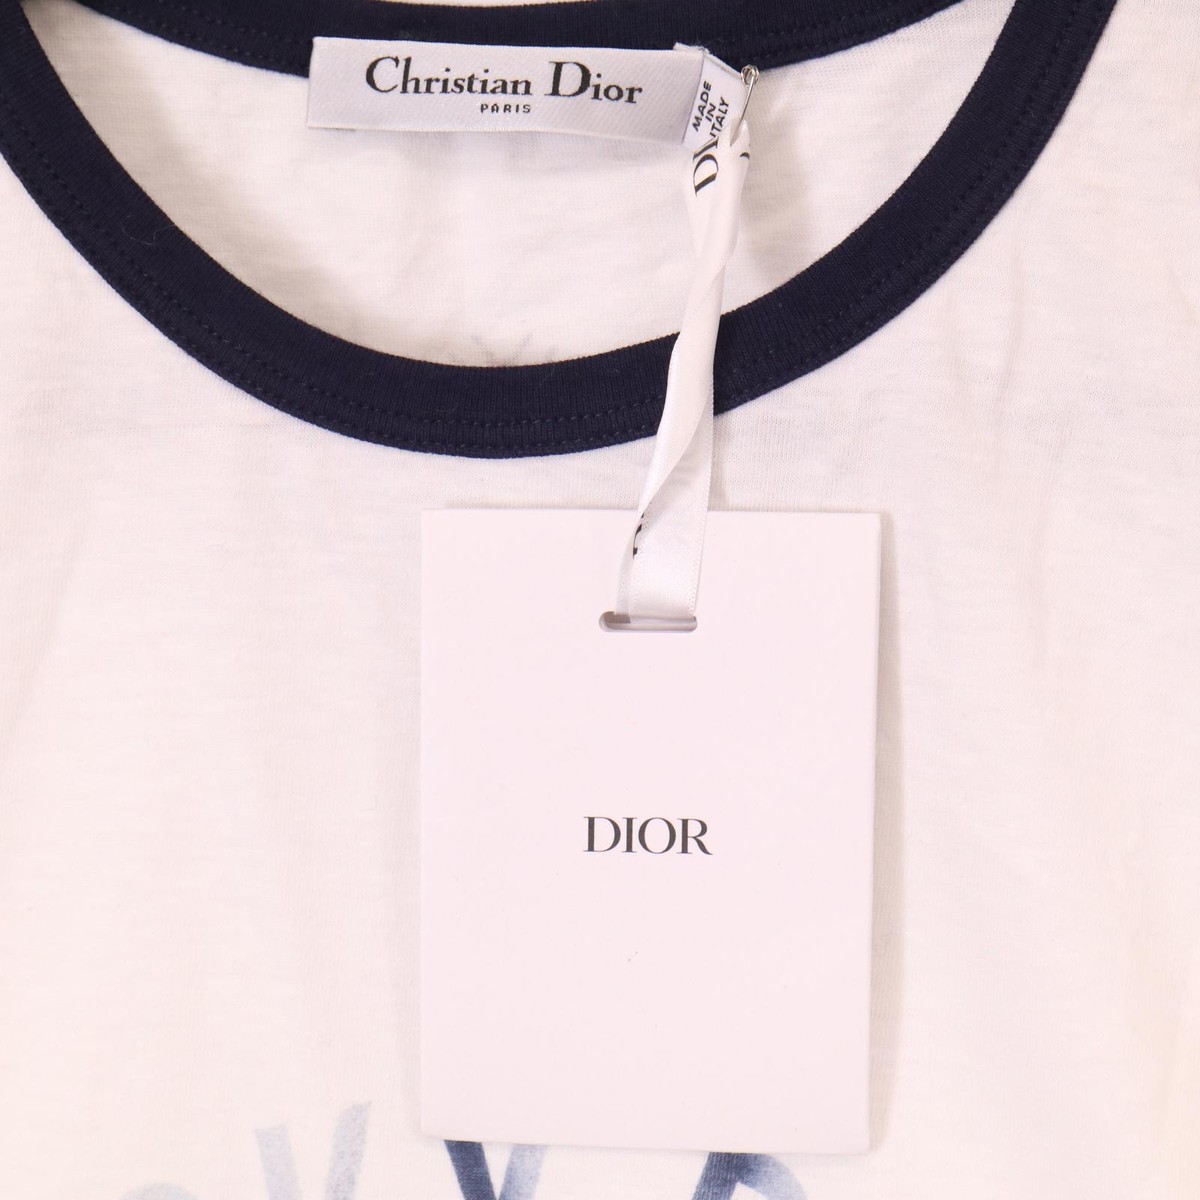 Christian Dior
PARIS
MADE
IN
ITALY
DIOR